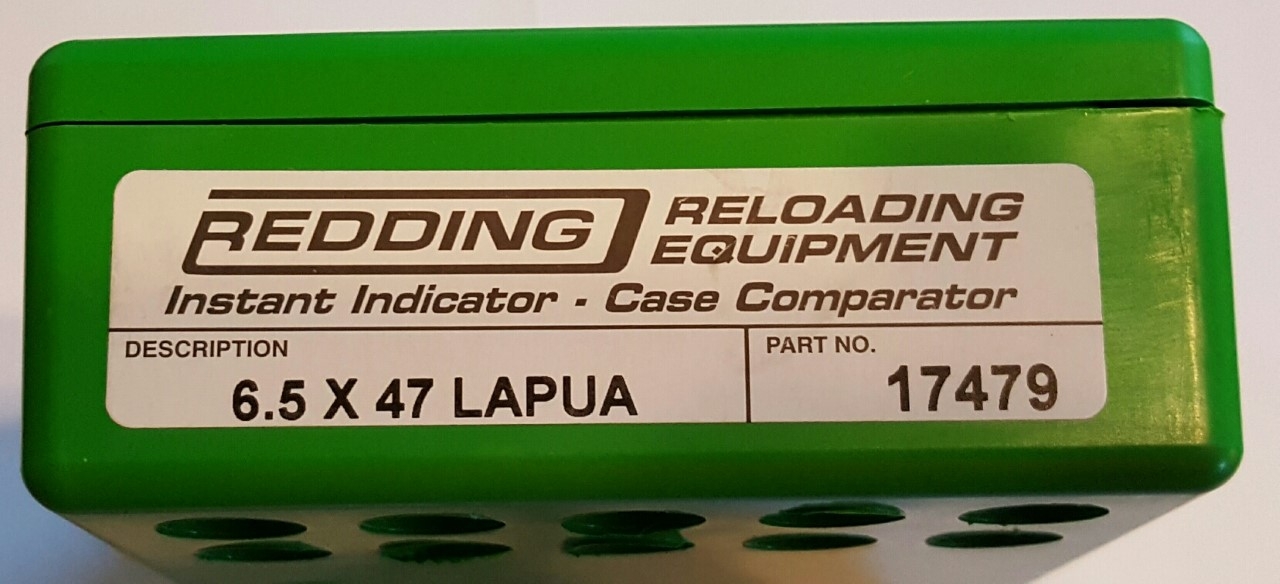 REDDING RELOADING EQUIPMENT
Instant Indicator - Case Comparator
DESCRIPTION
6.5 X 47 LAPUA
PART NO.
17479